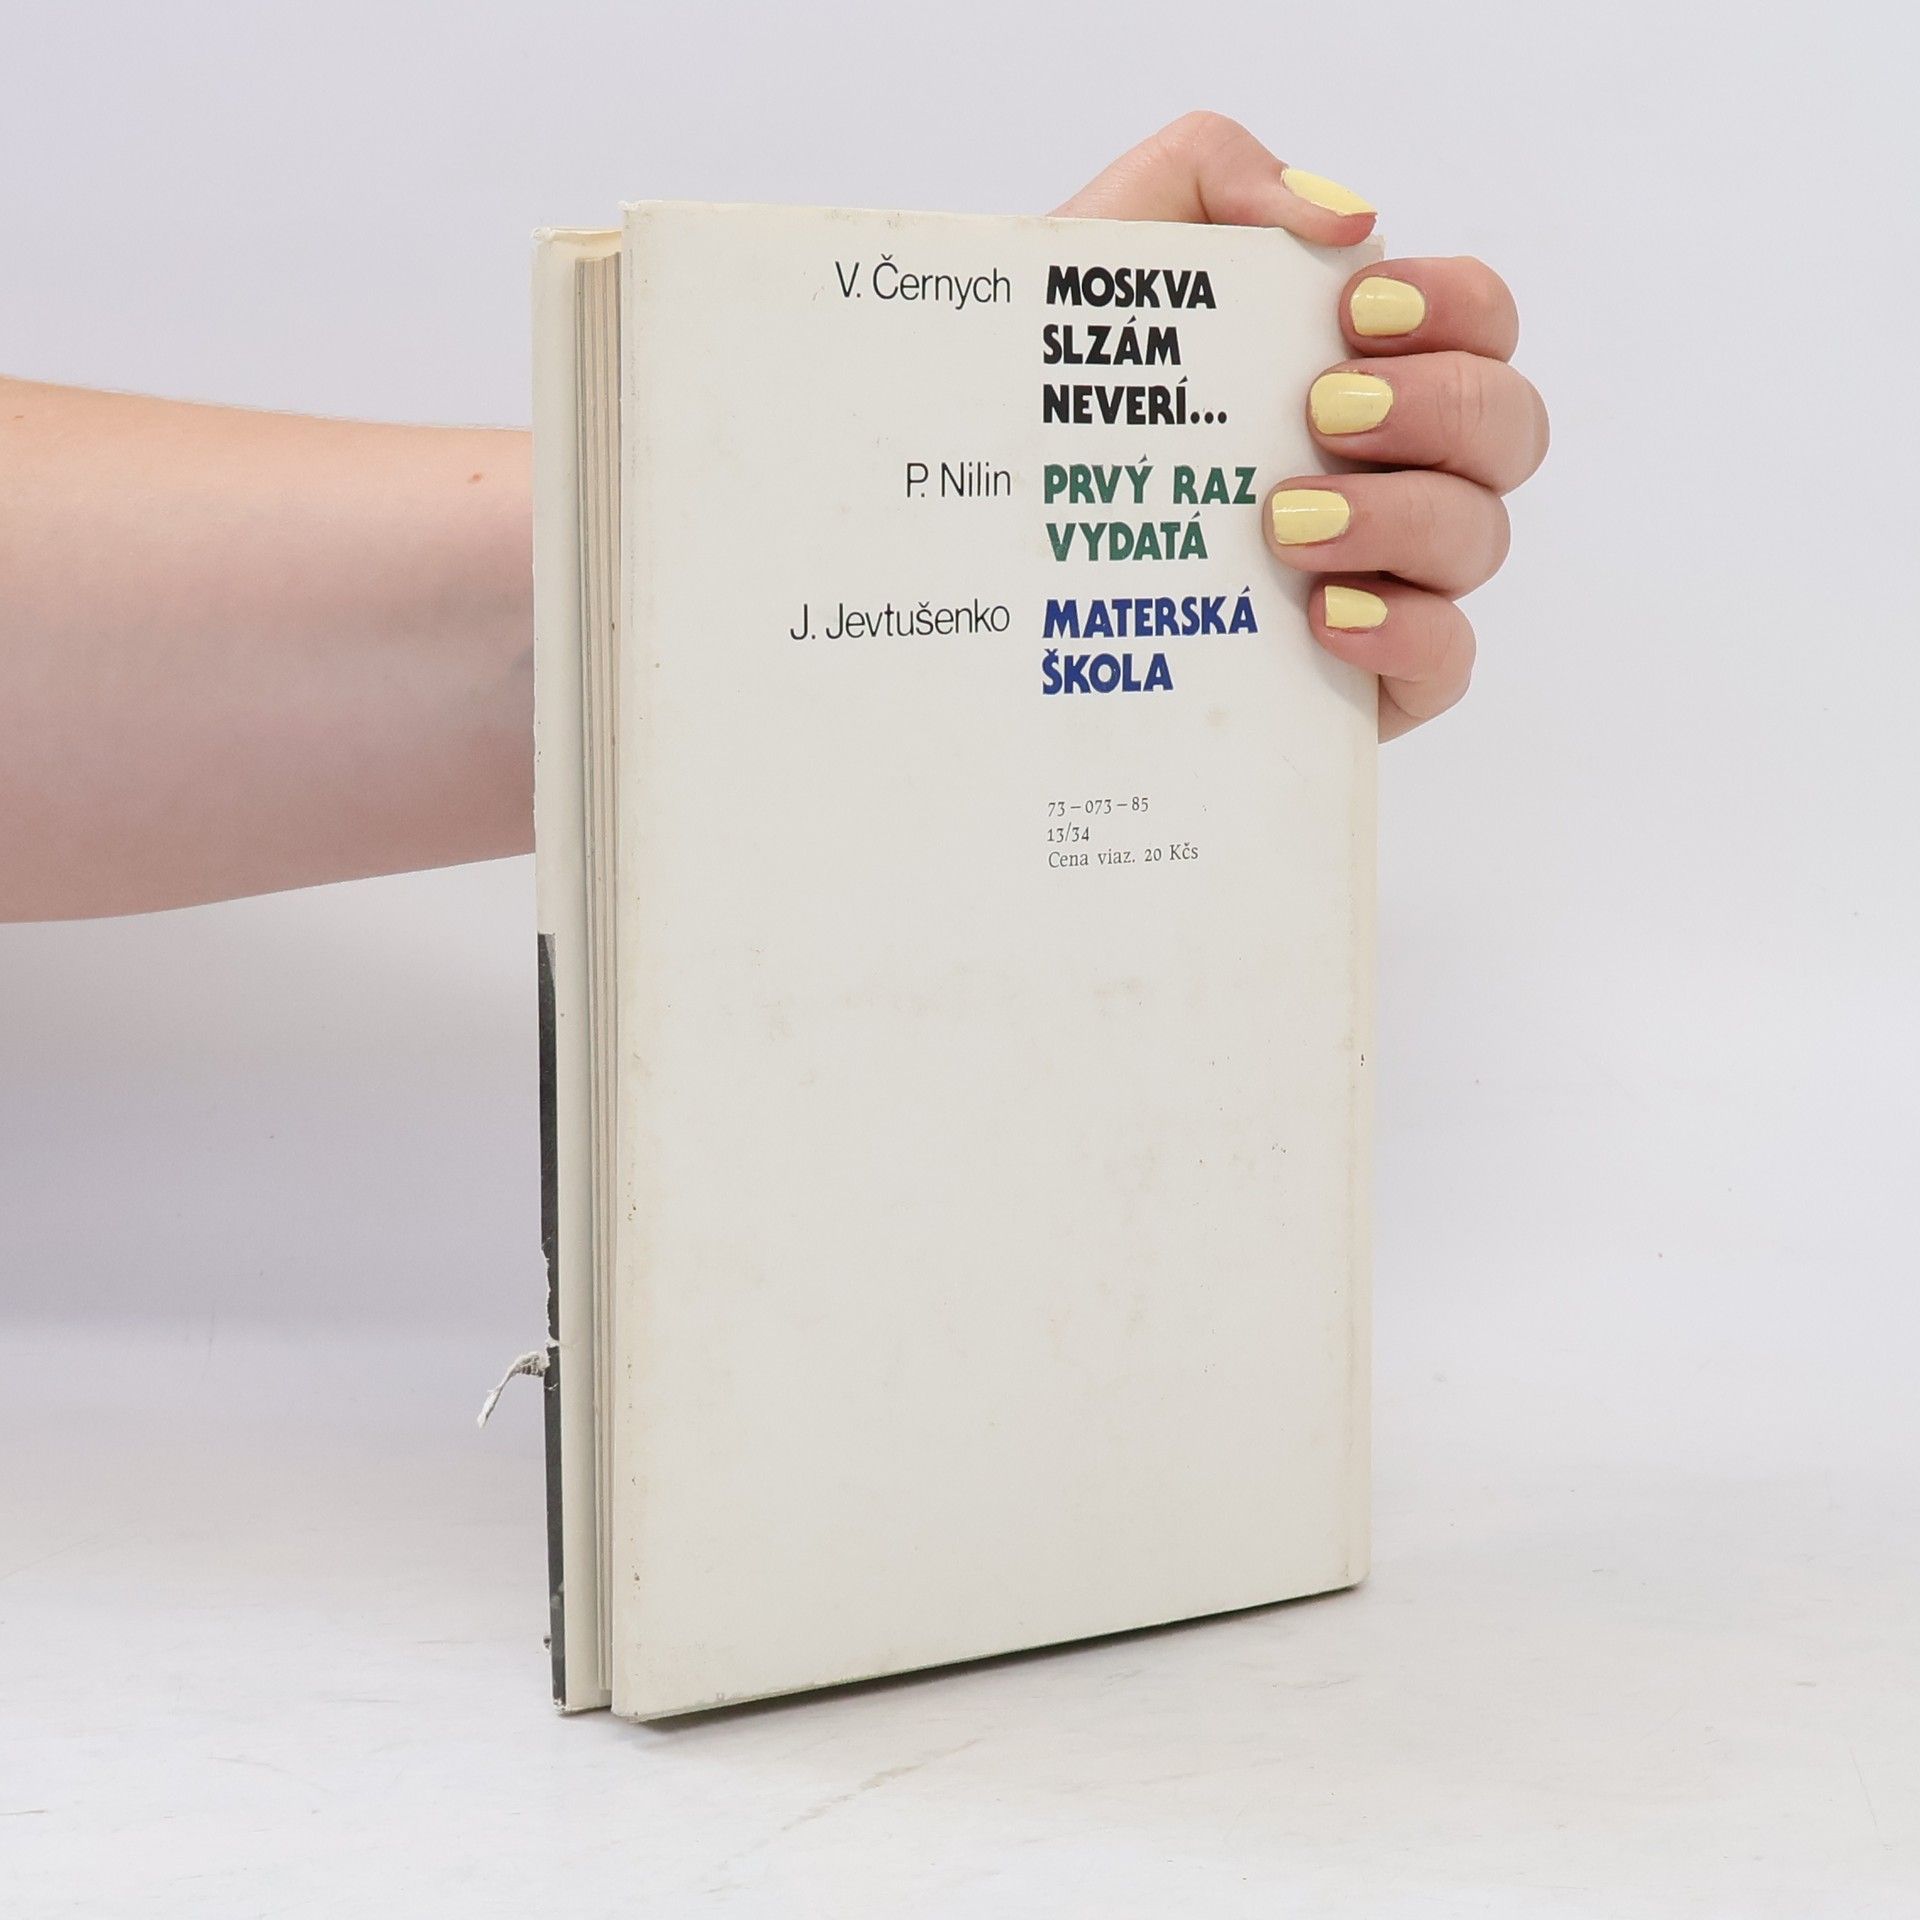 V. Černych MOSKVA
SLZÁM
NEVERÍ...
P. Nilin PRVÝ RAZ
VYDATÁ
J. Jevtušenko MATERSKÁ
ŠKOLA
73–073–85
13/34
Cena viaz. 20 Kčs